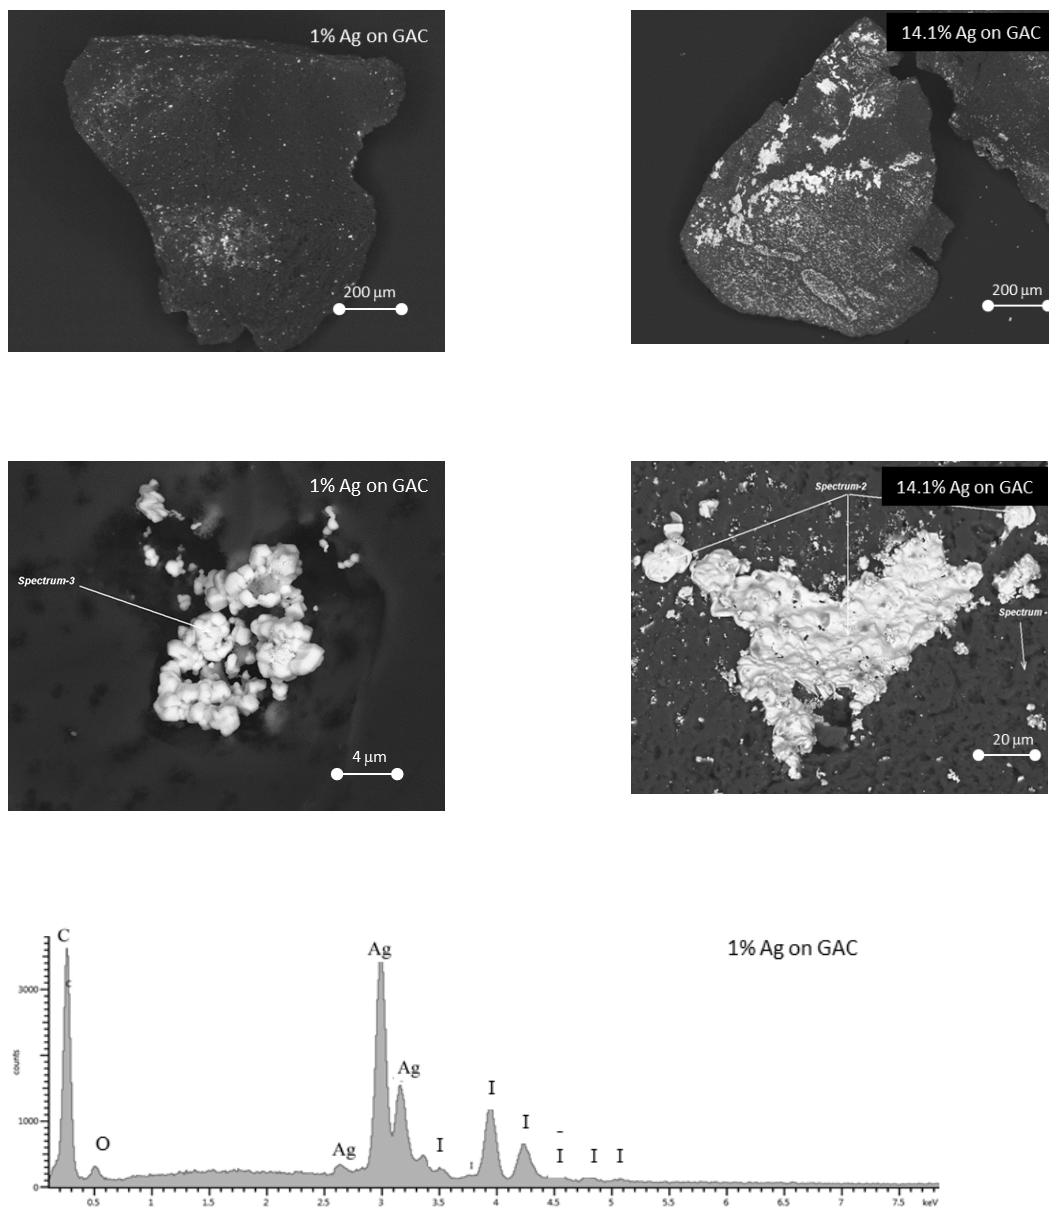 1% Ag on GAC
14.1% Ag on GAC
200 µm
200 µm
1% Ag on GAC
14.1% Ag on GAC
Spectrum-2
Spectrum-3
Spectrum -
4 µm
20 µm
1% Ag on GAC
C
Ag
c
3000
counts
Ag
I
1000
I
O
Ag
I
I
I
I
I
0
0.5
1
1.5
2
2.5
3
3.5
4
4.5
5
5.5
6
6.5
7
7.5
keV